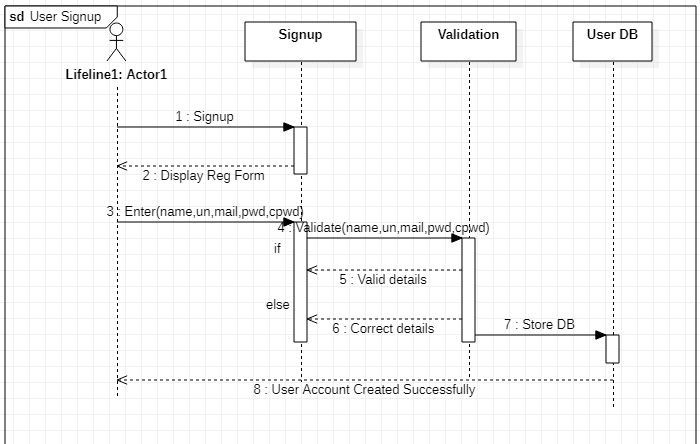 sd User Signup
Signup
Validation
User DB
Lifeline1: Actor1
1 : Signup
2 : Display Reg Form
3 : Enter(name,un,mail,pwd,cpwd)
4 : Validate(name,un,mail,pwd,cpwd)
if
5 : Valid details
else
6 : Correct details
7 : Store DB
8 : User Account Created Successfully